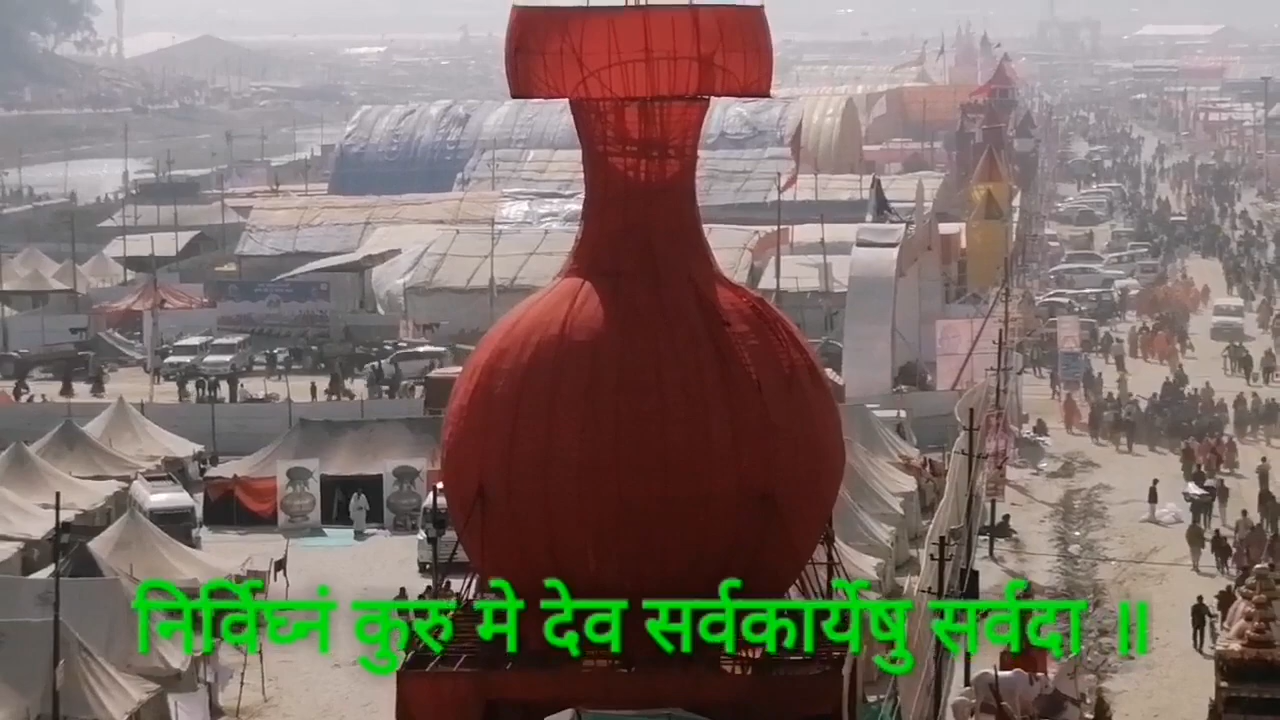 निर्विघ्नं कुरु मे देव सर्वकार्येषु सर्वदा ॥